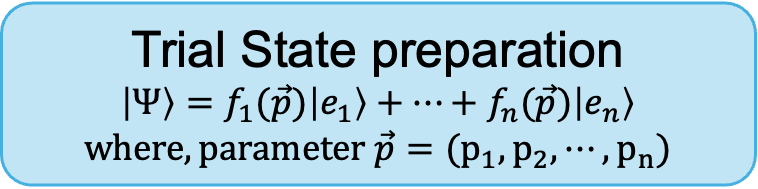 Trial State preparation
|Ψ⟩ = f₁(p⃗)|e₁⟩ + ⋯ + fₙ(p⃗)|eₙ⟩
where, parameter p⃗ = (p₁, p₂, ⋯ , pₙ)